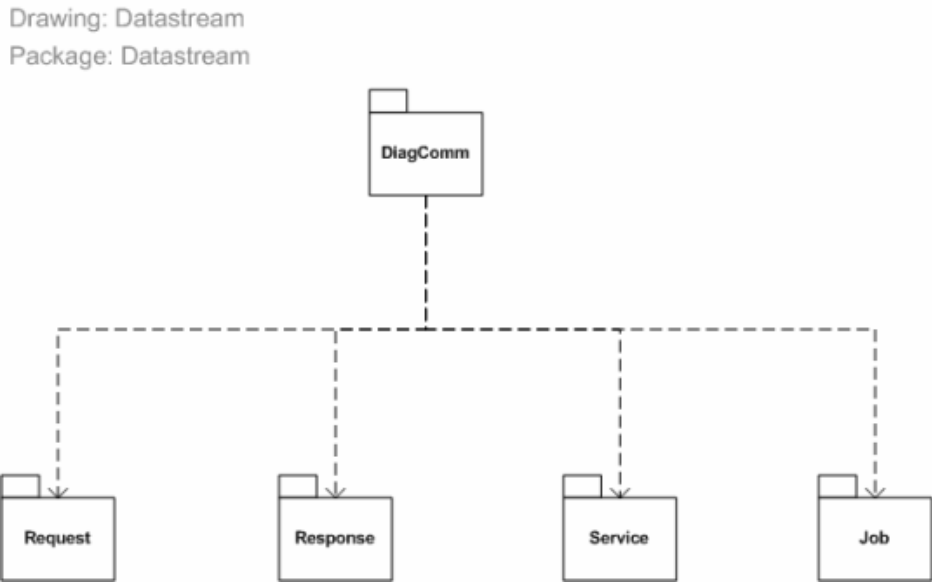 Drawing: Datastream
Package: Datastream
DiagComm
Request
Response
Service
Job